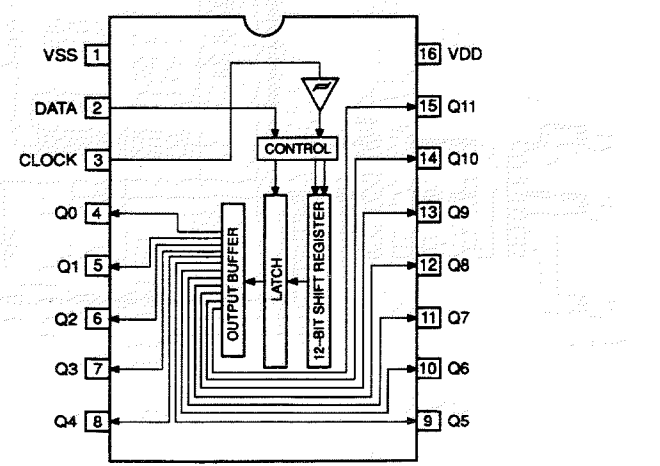 VSS 1
16 VDD
DATA 2
15 Q11
CLOCK 3
CONTROL
14 Q10
Q0 4
13 Q9
OUTPUT BUFFER
LATCH
12-BIT SHIFT REGISTER
Q1 5
12 Q8
Q2 6
11 Q7
Q3 7
10 Q6
Q4 8
9 Q5